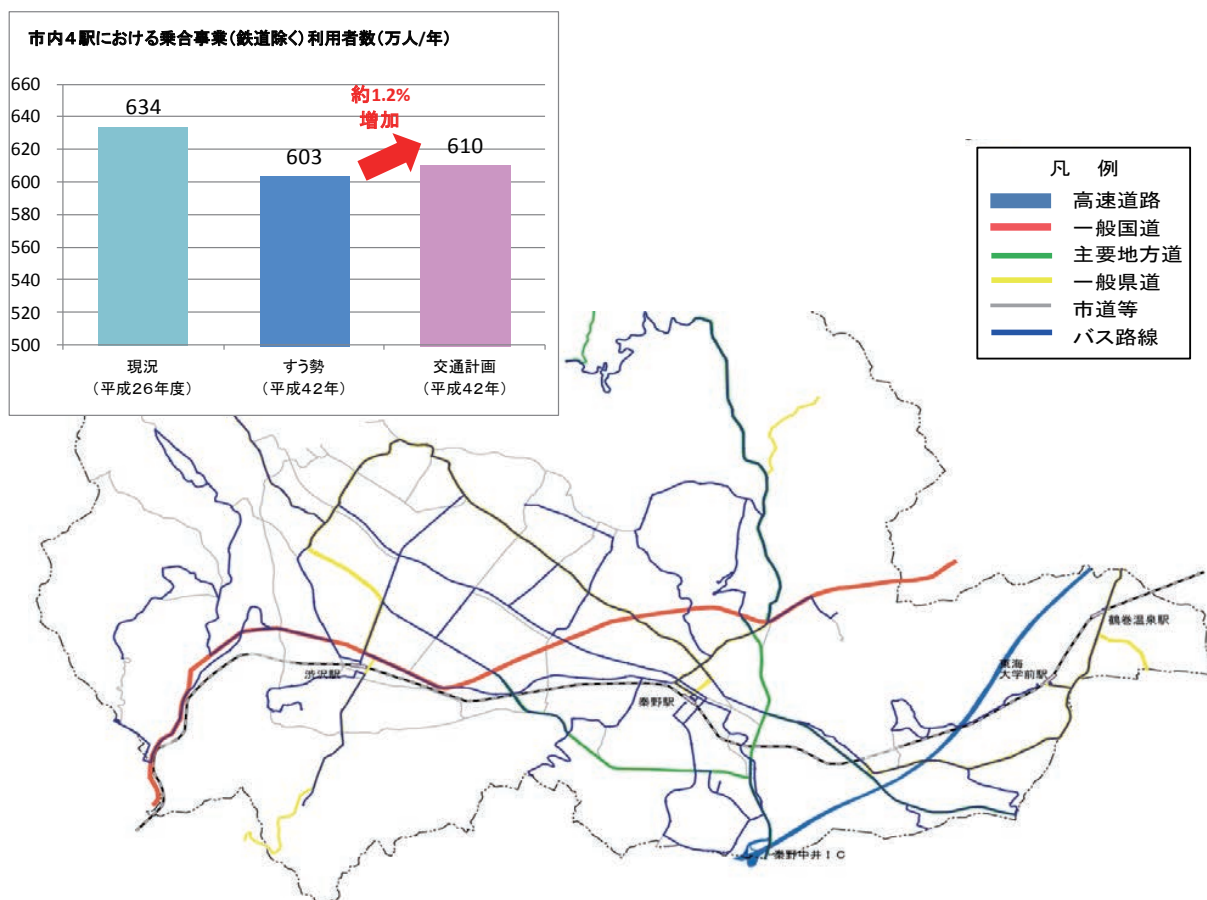 市内4駅における乗合事業(鉄道除く)利用者数(万人/年)
660
640
620
600
580
560
540
520
500
634
603
610
約1.2%
増加
現況
(平成26年度)
すう勢
(平成42年)
交通計画
(平成42年)
凡 例
高速道路
一般国道
主要地方道
一般県道
市道等
バス路線
鶴巻温泉駅
東海
大学前駅
渋沢駅
秦野駅
秦野中井IC